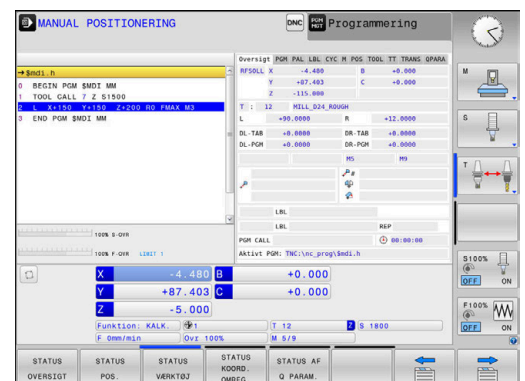 MANUAL POSITIONERING
DNC
PGM MGT
Programmering
Oversigt PGM PAL LBL CYC M POS TOOL TT TRANS QPARA
→$mdi.h
0 BEGIN PGM $MDI MM
1 TOOL CALL 7 Z S1500
2 L X+150 Y+150 Z+200 R0 FMAX M3
3 END PGM $MDI MM
RFSOLL X -4.480 B +0.000
Y +87.403 C +0.000
Z -115.000
T : 12 MILL_D24_ROUGH
L +90.0000 R +12.0000
DL-TAB +0.0000 DR-TAB +0.0000
DL-PGM +0.0000 DR-PGM +0.0000
M5 M9
P#
LBL
LBL REP
PGM CALL 00:00:00
Aktivt PGM: TNC:\nc_prog\$mdi.h
100% S-OVR
100% F-OVR LIMIT 1
X -4.480 B +0.000
Y +87.403 C +0.000
Z -5.000
Funktion: KALK. 1 T 12 Z S 1800
F 0mm/min Ovr 100% M 5/9
M
S
T
S100%
OFF ON
F100%
OFF ON
STATUS OVERSIGT
STATUS POS.
STATUS VÆRKTØJ
STATUS KOORD. OMREG.
STATUS AF Q PARAM.